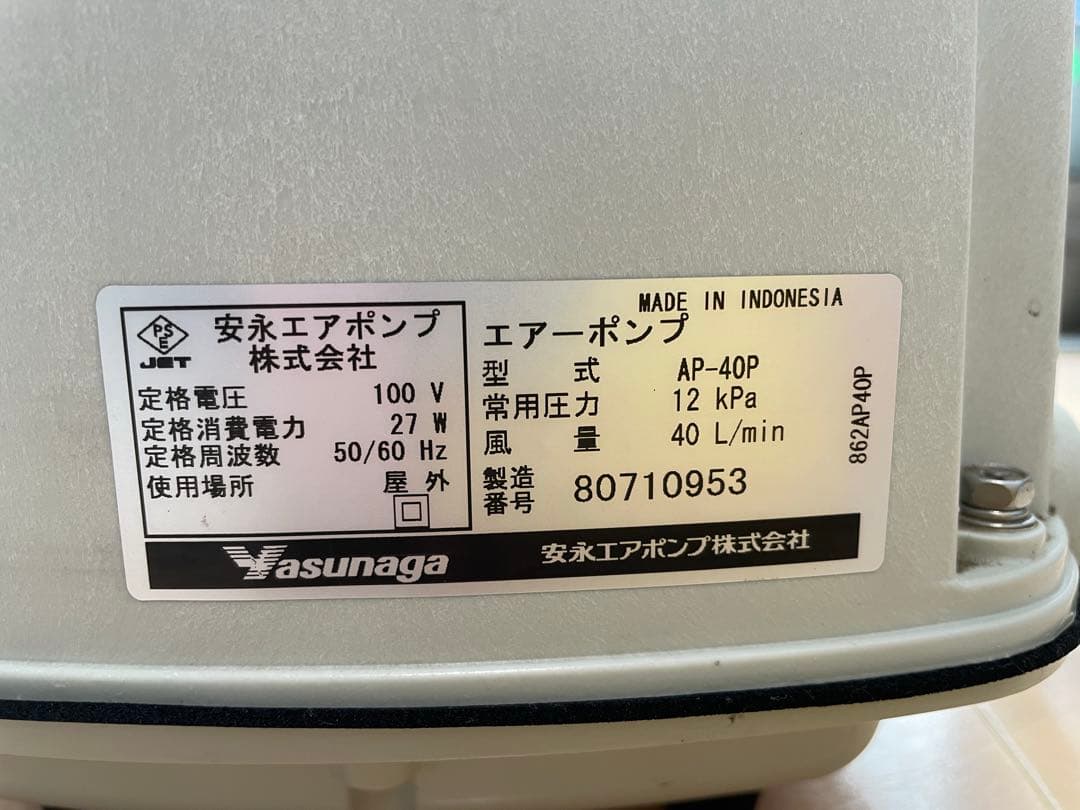 MADE IN INDONESIA
PSE
JET
安永エアポンプ
株式会社
定格電圧 100 V
定格消費電力 27 W
定格周波数 50/60 Hz
使用場所 屋外
エアーポンプ
型式 AP-40P
常用圧力 12 kPa
風量 40 L/min
製造番号 80710953
862AP40P
Yasunaga 安永エアポンプ株式会社